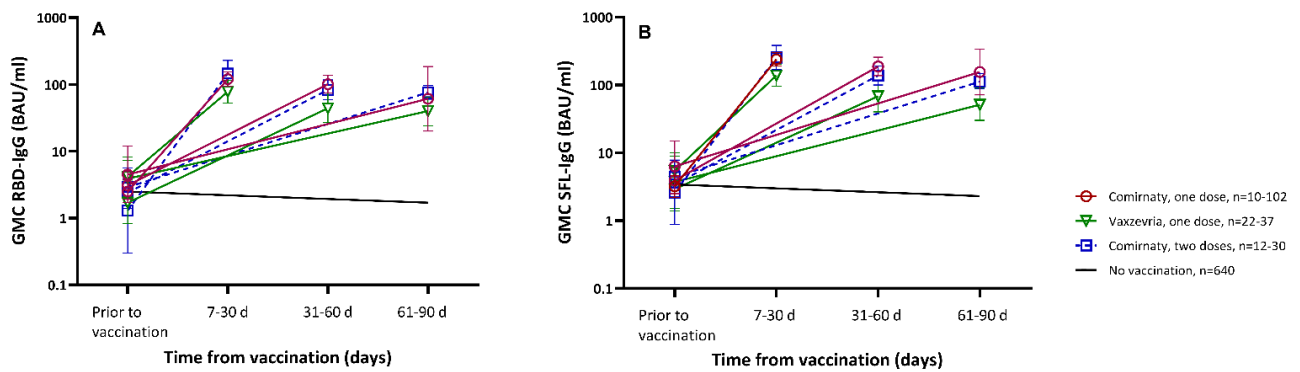 A
GMC RBD-IgG (BAU/ml)
1000
100
10
1
0.1
Prior to
vaccination
7-30 d
31-60 d
61-90 d
Time from vaccination (days)
B
GMC SFL-IgG (BAU/ml)
1000
100
10
1
0.1
Prior to
vaccination
7-30 d
31-60 d
61-90 d
Time from vaccination (days)
Comirnaty, one dose, n=10-102
Vaxzevria, one dose, n=22-37
Comirnaty, two doses, n=12-30
No vaccination, n=640